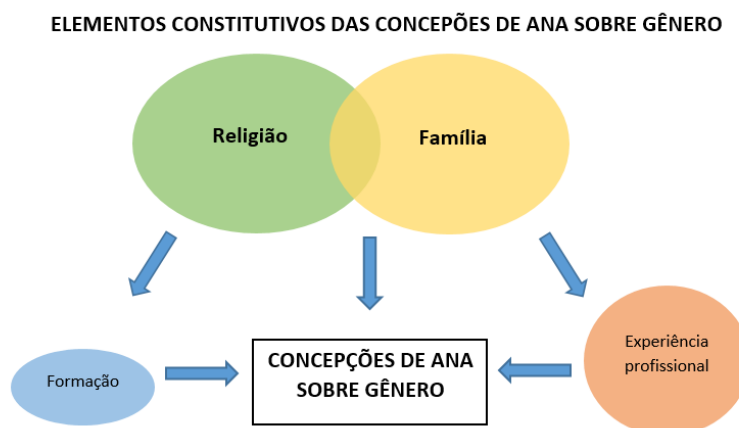 ELEMENTOS CONSTITUTIVOS DAS CONCEPÕES DE ANA SOBRE GÊNERO
Religião
Família
Formação
CONCEPÇÕES DE ANA
SOBRE GÊNERO
Experiência
profissional